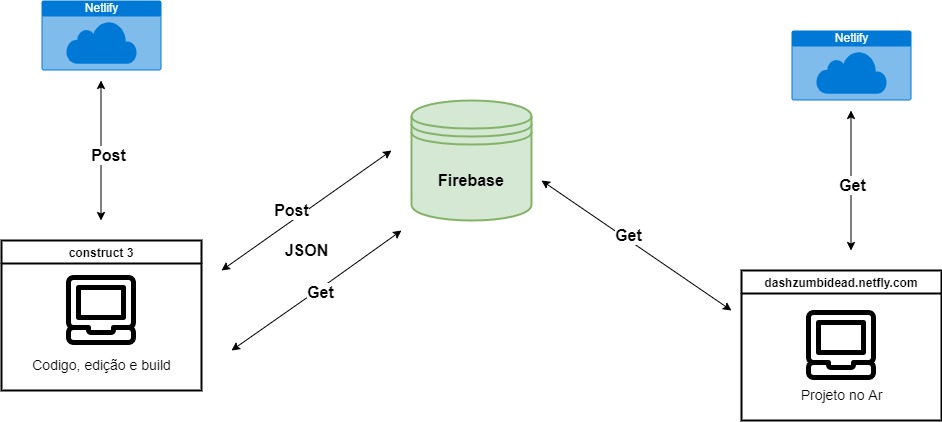 Netlify
Netlify
Post
Get
Firebase
Post
JSON
Get
Get
construct 3
Codigo, edição e build
dashzumbidead.netfly.com
Projeto no Ar